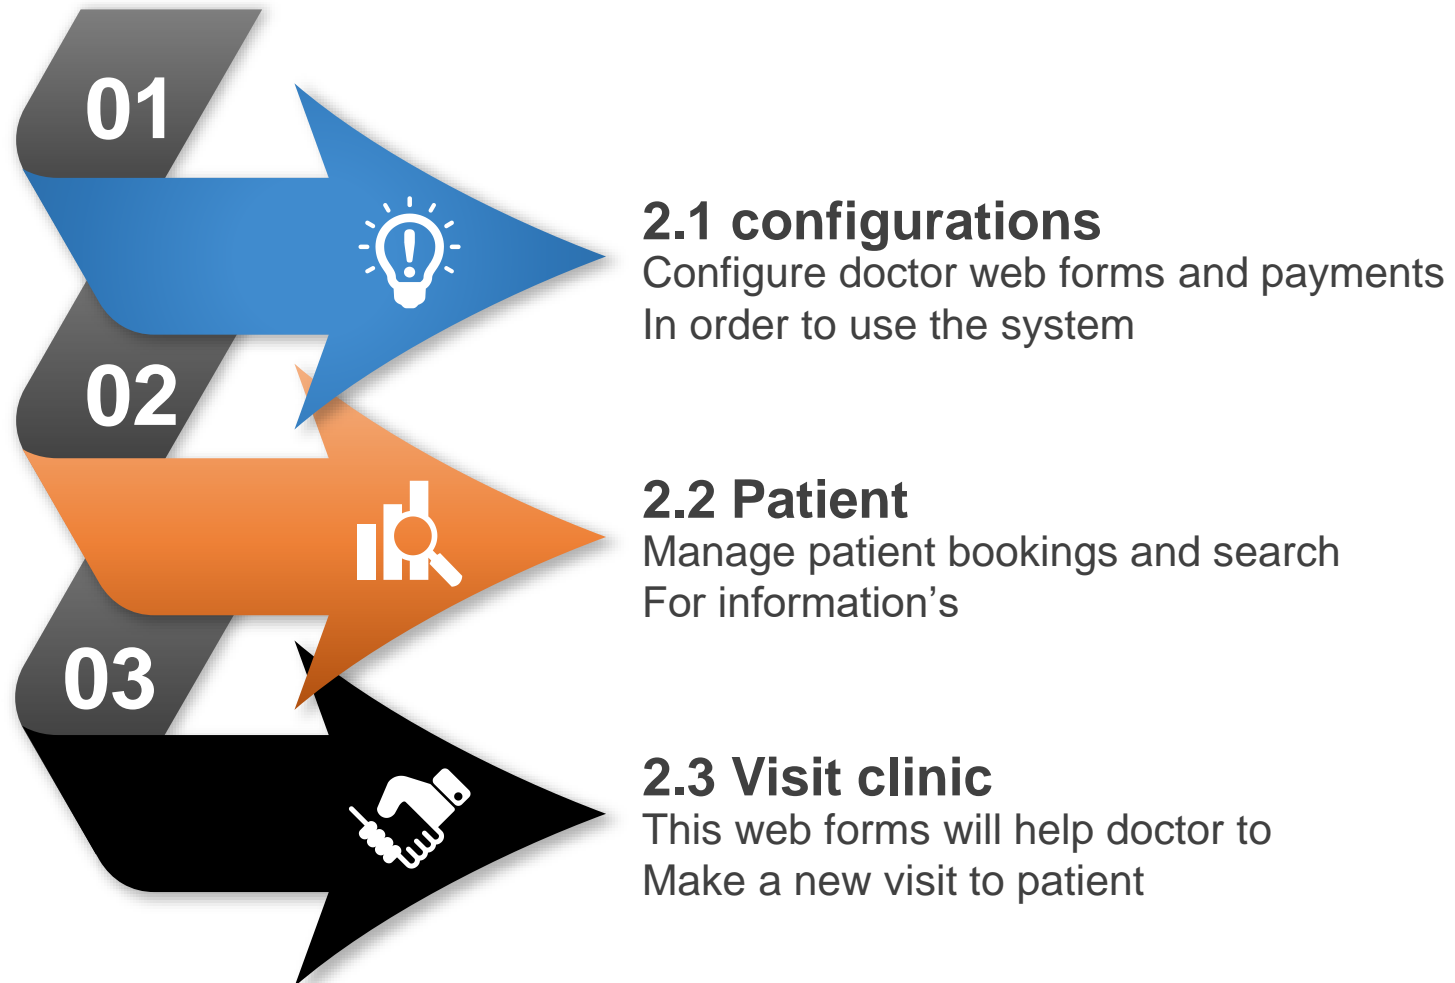 01
2.1 configurations
Configure doctor web forms and payments
In order to use the system
02
2.2 Patient
Manage patient bookings and search
For information’s
03
2.3 Visit clinic
This web forms will help doctor to
Make a new visit to patient